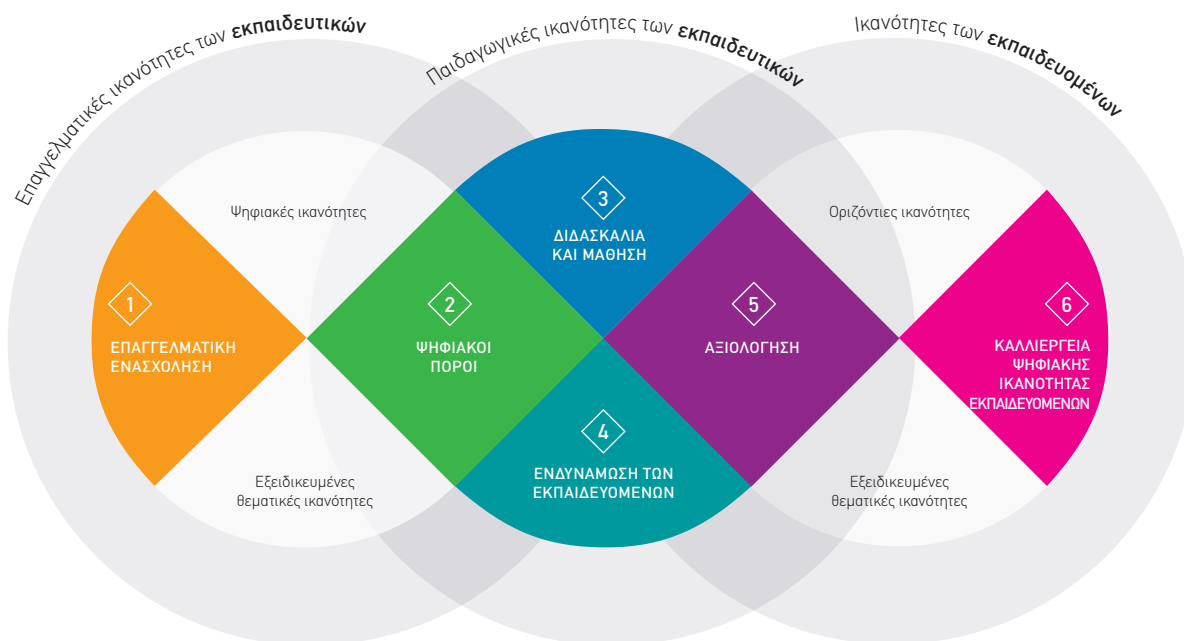 Επαγγελματικές ικανότητες των εκπαιδευτικών
Παιδαγωγικές ικανότητες των εκπαιδευτικών
Ικανότητες των εκπαιδευομένων
Ψηφιακές ικανότητες
Οριζόντιες ικανότητες
1
ΕΠΑΓΓΕΛΜΑΤΙΚΗ
ΕΝΑΣΧΟΛΗΣΗ
2
ΨΗΦΙΑΚΟΙ
ΠΟΡΟΙ
3
ΔΙΔΑΣΚΑΛΙΑ
ΚΑΙ ΜΑΘΗΣΗ
4
ΕΝΔΥΝΑΜΩΣΗ ΤΩΝ
ΕΚΠΑΙΔΕΥΟΜΕΝΩΝ
5
ΑΞΙΟΛΟΓΗΣΗ
6
ΚΑΛΛΙΕΡΓΕΙΑ
ΨΗΦΙΑΚΗΣ
ΙΚΑΝΟΤΗΤΑΣ
ΕΚΠΑΙΔΕΥΟΜΕΝΩΝ
Εξειδικευμένες
θεματικές ικανότητες
Εξειδικευμένες
θεματικές ικανότητες